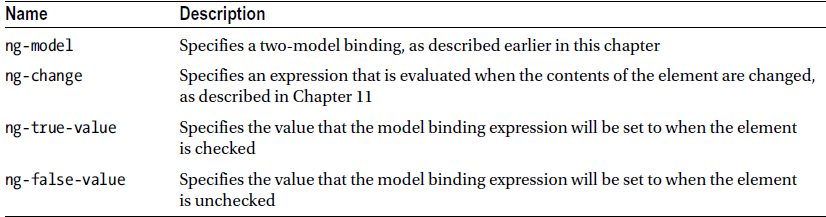 Name Description
ng-model Specifies a two-model binding, as described earlier in this chapter
ng-change Specifies an expression that is evaluated when the contents of the element are changed,
as described in Chapter 11
ng-true-value Specifies the value that the model binding expression will be set to when the element
is checked
ng-false-value Specifies the value that the model binding expression will be set to when the element
is unchecked